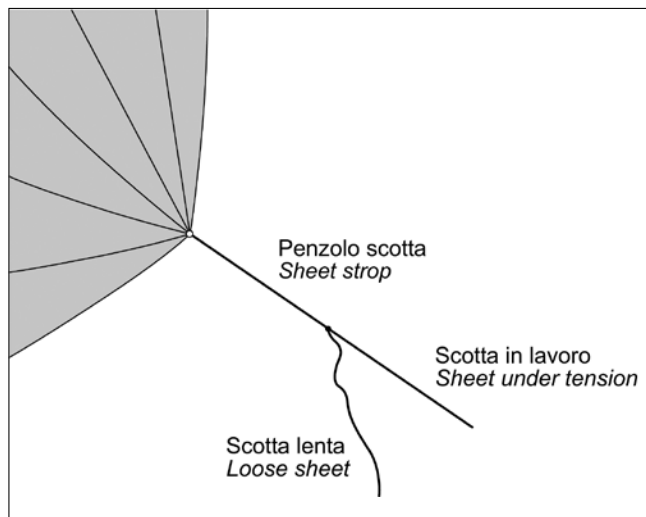 Penzolo scotta
Sheet strop
Scotta in lavoro
Sheet under tension
Scotta lenta
Loose sheet